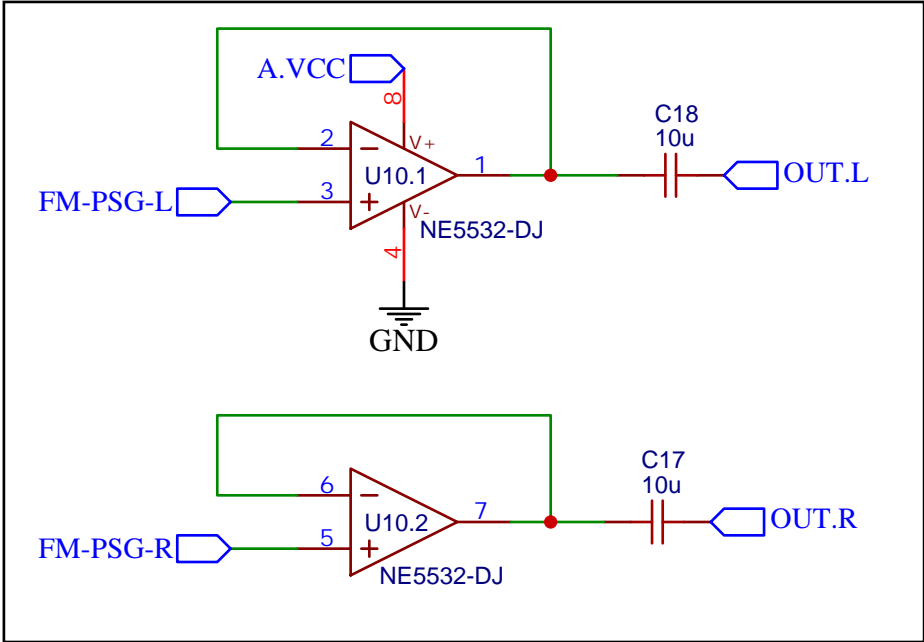 A.VCC
8
C18
10u
2
−
V+
U10.1
1
OUT.L
FM-PSG-L
3
+
V-
NE5532-DJ
4
GND
C17
10u
6
−
7
U10.2
OUT.R
FM-PSG-R
5
+
NE5532-DJ